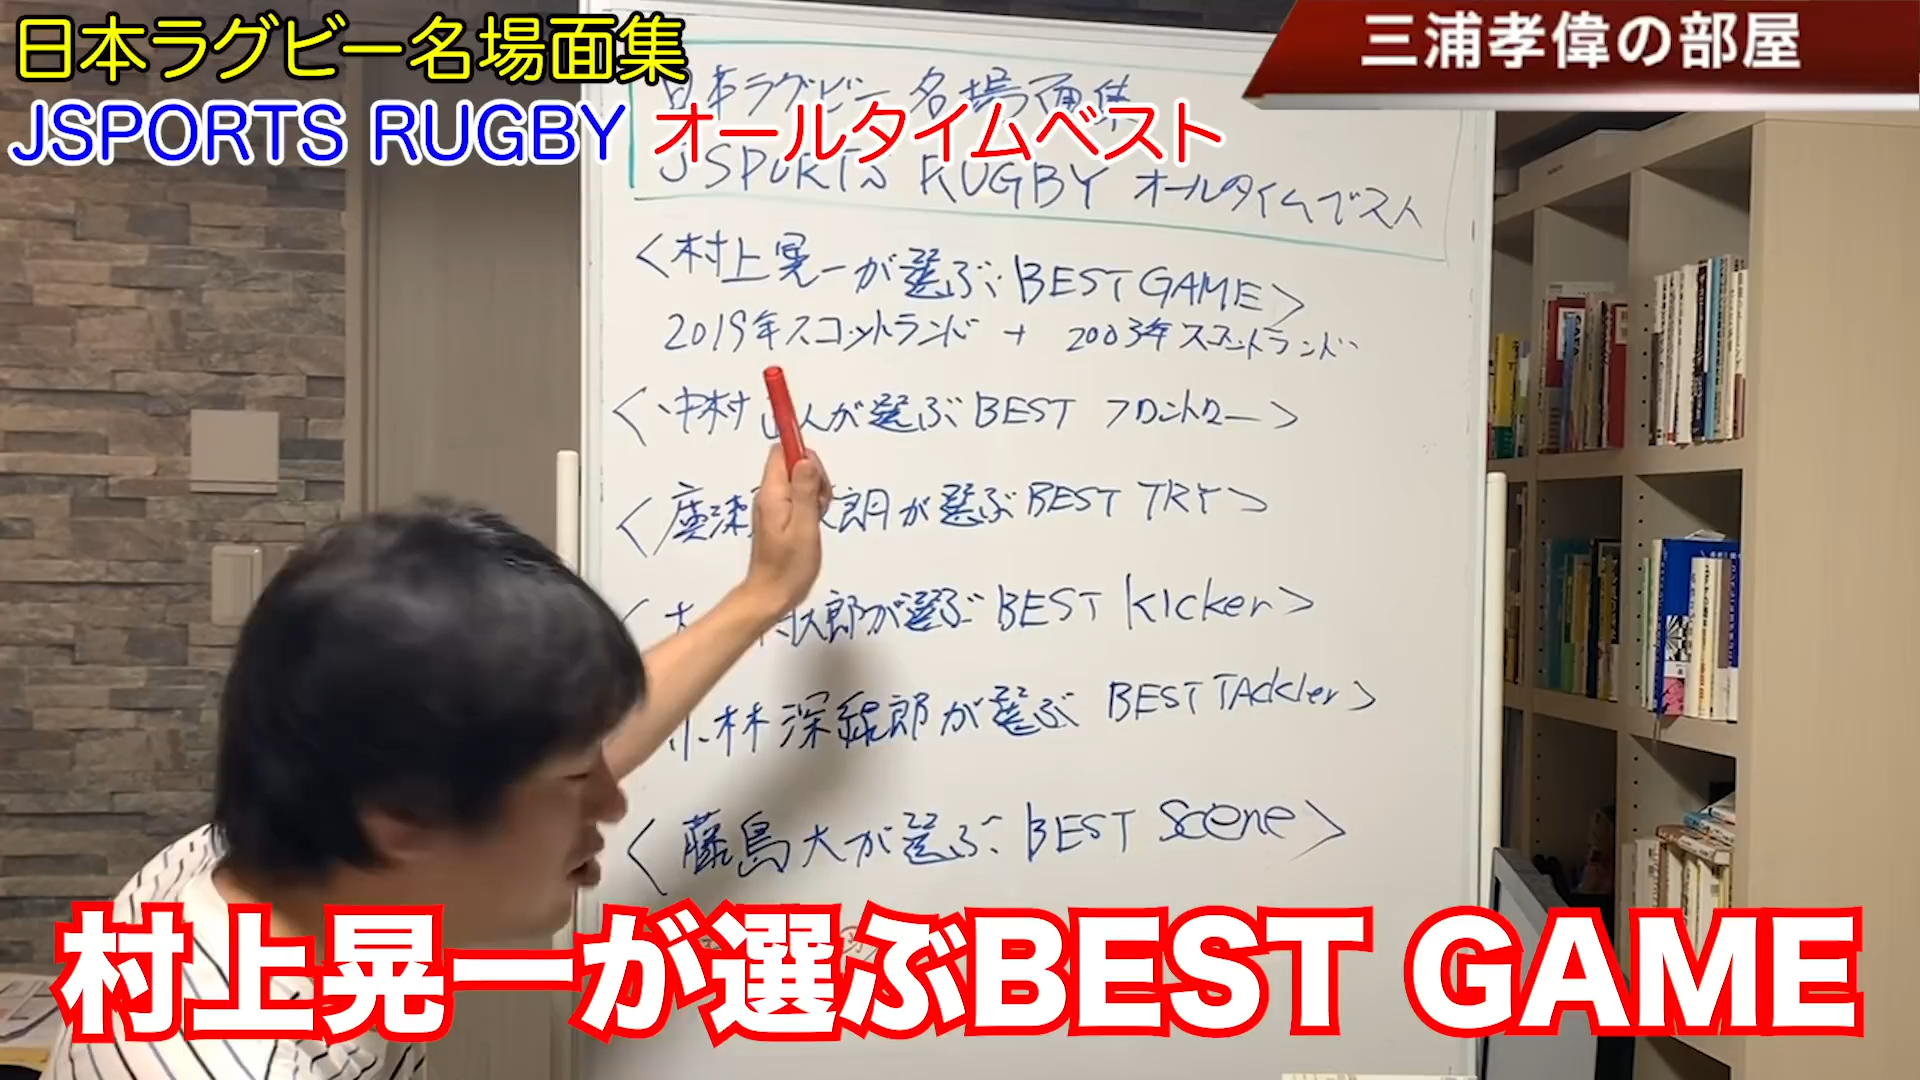 日本ラグビー名場面集
JSPORTS RUGBY オールタイムベスト
三浦孝偉の部屋
日本ラグビー名場面集
JSPORTS RUGBY オールタイムベスト
<村上晃一が選ぶBEST GAME>
2019年スコットランド + 2003年スコットランド
<中村 人が選ぶBEST フロントロー>
<廣瀬 朗が選ぶBEST TRY>
<大 郎が選ぶBEST Kicker>
小林深緑郎が選ぶ BEST TAckler>
<藤島大が選ぶBEST Scene>
村上晃一が選ぶBEST GAME